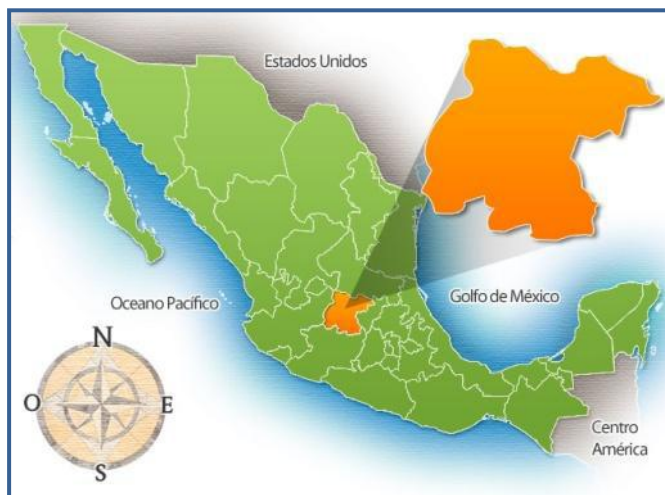 Estados Unidos
Oceano Pacífico
Golfo de México
N
O
E
S
Centro
América